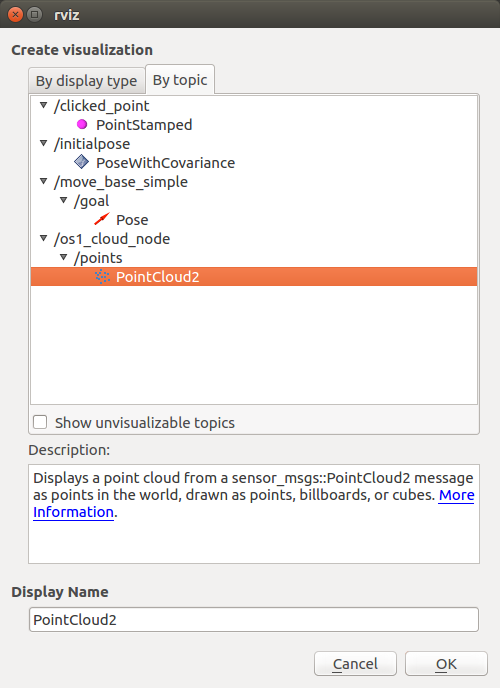 rviz
Create visualization
By display type
By topic
/clicked_point
PointStamped
/initialpose
PoseWithCovariance
/move_base_simple
/goal
Pose
/os1_cloud_node
/points
PointCloud2
Show unvisualizable topics
Description:
Displays a point cloud from a sensor_msgs::PointCloud2 message
as points in the world, drawn as points, billboards, or cubes. More
Information.
Display Name
PointCloud2
Cancel
OK